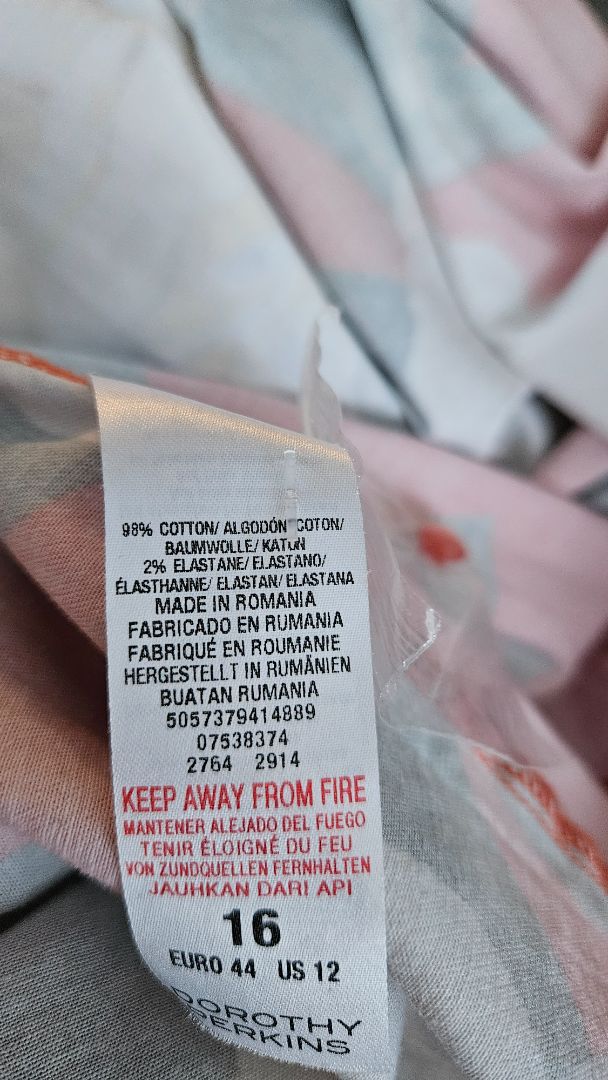 98% COTTON/ ALGODÓN COTON/
BAUMWOLLE/ KATUN
2% ELASTANE/ ELASTANO/
ÉLASTHANNE/ ELASTAN/ ELASTANA
MADE IN ROMANIA
FABRICADO EN RUMANIA
FABRIQUÉ EN ROUMANIE
HERGESTELLT IN RUMÄNIEN
BUATAN RUMANIA
5057379414889
07538374
2764 2914
KEEP AWAY FROM FIRE
MANTENER ALEJADO DEL FUEGO
TENIR ÉLOIGNÉ DU FEU
VON ZUNDQUELLEN FERNHALTEN
JAUHKAN DARI API
16
EURO 44 US 12
DOROTHY
PERKINS